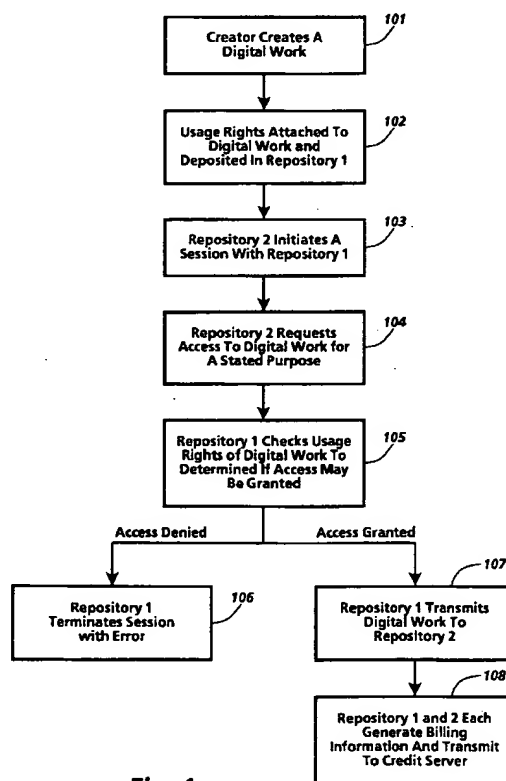 101
Creator Creates A
Digital Work
102
Usage Rights Attached To
Digital Work and
Deposited In Repository 1
103
Repository 2 Initiates A
Session With Repository 1
104
Repository 2 Requests
Access To Digital Work for
A Stated Purpose
105
Repository 1 Checks Usage
Rights of Digital Work To
Determined If Access May
Be Granted
Access Denied
Access Granted
106
Repository 1
Terminates Session
with Error
107
Repository 1 Transmits
Digital Work To
Repository 2
108
Repository 1 and 2 Each
Generate Billing
Information And Transmit
To Credit Server